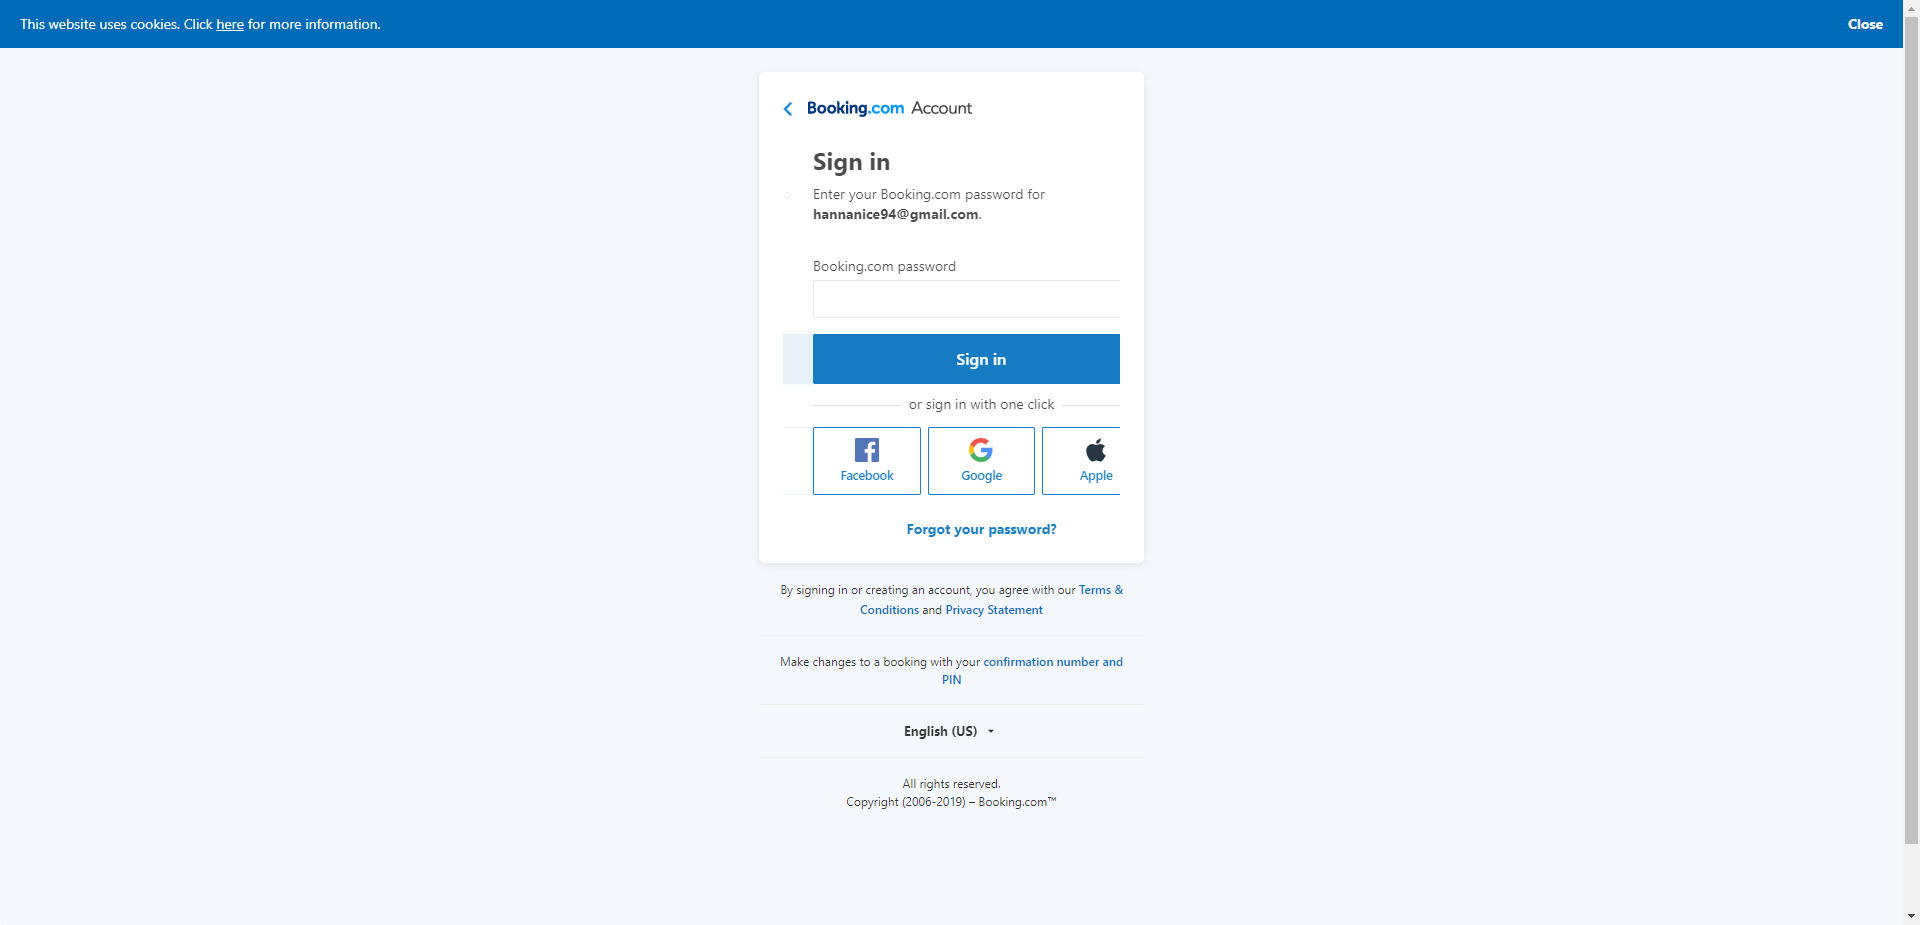 This website uses cookies. Click here for more information.
Close
Booking.com Account
Sign in
Enter your Booking.com password for
hannanice94@gmail.com.
Booking.com password
Sign in
or sign in with one click
Facebook
Google
Apple
Forgot your password?
By signing in or creating an account, you agree with our Terms &
Conditions and Privacy Statement
Make changes to a booking with your confirmation number and
PIN
English (US)
All rights reserved.
Copyright (2006-2019) – Booking.com™